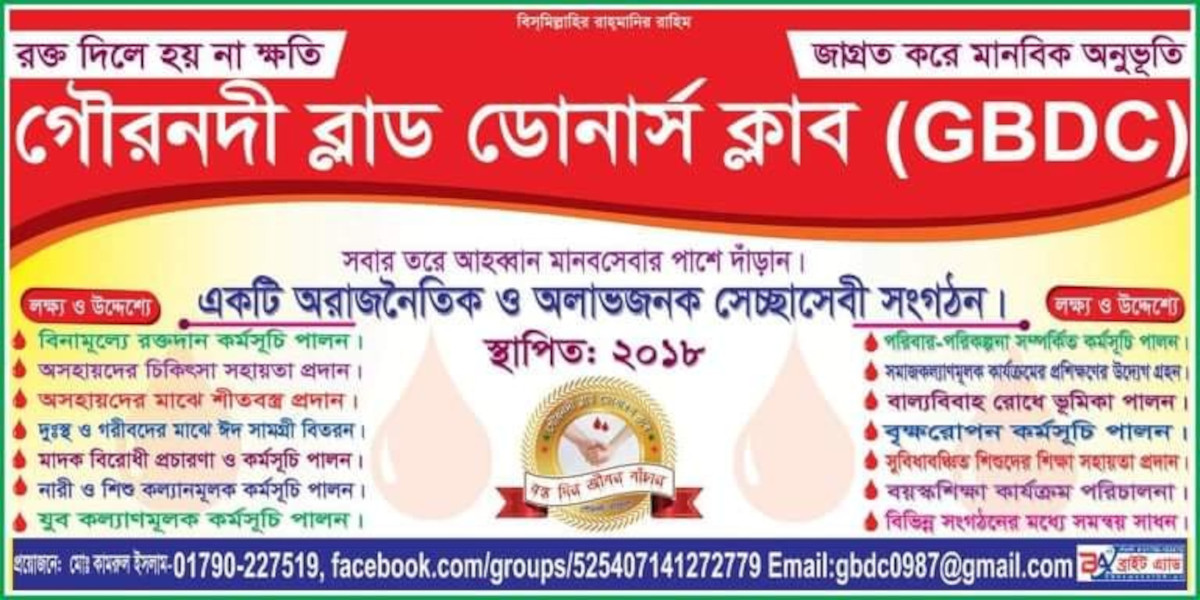 বিস্‌মিল্লাহির রাহ্‌মানির রাহিম
রক্ত দিলে হয় না ক্ষতি
জাগ্রত করে মানবিক অনুভূতি
গৌরনদী ব্লাড ডোনার্স ক্লাব (GBDC)
সবার তরে আহব্বান মানবসেবার পাশে দাঁড়ান।
একটি অরাজনৈতিক ও অলাভজনক সেচ্ছাসেবী সংগঠন।
স্থাপিত: ২০১৮
লক্ষ্য ও উদ্দেশ্যে
বিনামূল্যে রক্তদান কর্মসূচি পালন।
অসহায়দের চিকিৎসা সহায়তা প্রদান।
অসহায়দের মাঝে শীতবস্ত্র প্রদান।
দুঃস্থ ও গরীবদের মাঝে ঈদ সামগ্রী বিতরন।
মাদক বিরোধী প্রচারণা ও কর্মসূচি পালন।
নারী ও শিশু কল্যানমূলক কর্মসূচি পালন।
যুব কল্যাণমূলক কর্মসূচি পালন।
লক্ষ্য ও উদ্দেশ্যে
পরিবার-পরিকল্পনা সম্পর্কিত কর্মসূচি পালন।
সমাজকল্যাণমূলক কার্যক্রমের প্রশিক্ষণের উদ্যেগ গ্রহন।
বাল্যবিবাহ রোধে ভূমিকা পালন।
বৃক্ষরোপন কর্মসূচি পালন।
সুবিধাবঞ্চিত শিশুদের শিক্ষা সহায়তা প্রদান।
বয়স্কশিক্ষা কার্যক্রম পরিচালনা।
বিভিন্ন সংগঠনের মধ্যে সমন্বয় সাধন।
রক্ত দিন জীবন বাঁচান
প্রয়োজনে: মোঃ কামরুল ইসলাম-01790-227519, facebook.com/groups/525407141272779 Email:gbdc0987@gmail.com
ব্রাইট এ্যাড